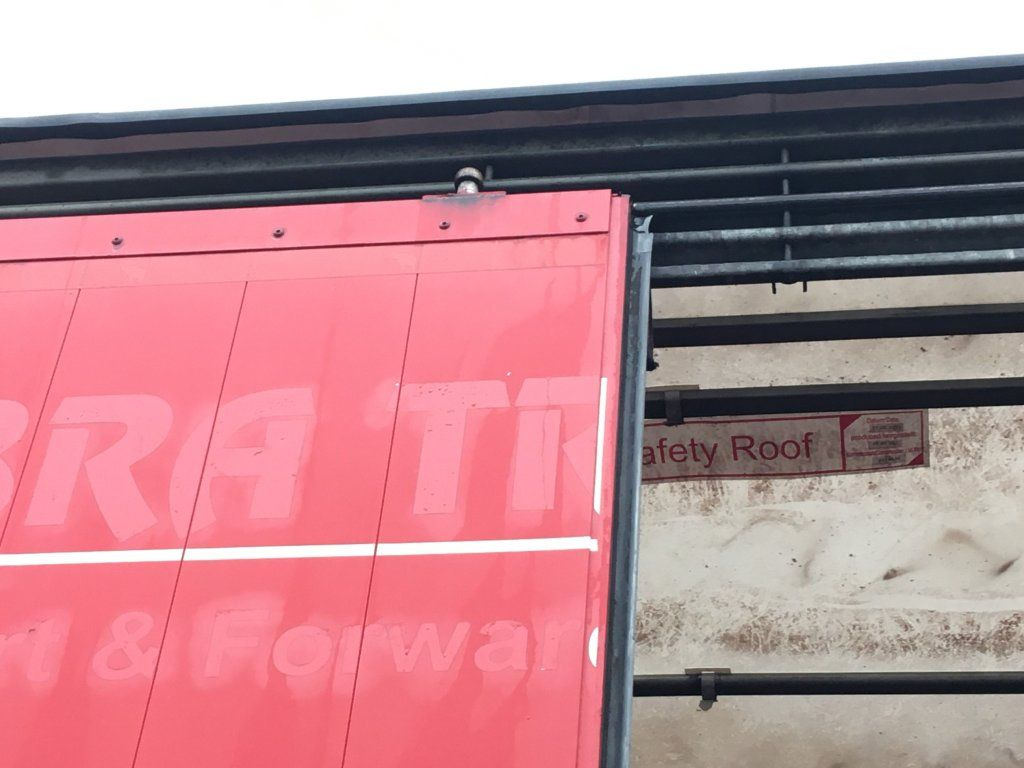 BRA TR
rt & Forwar
afety Roof